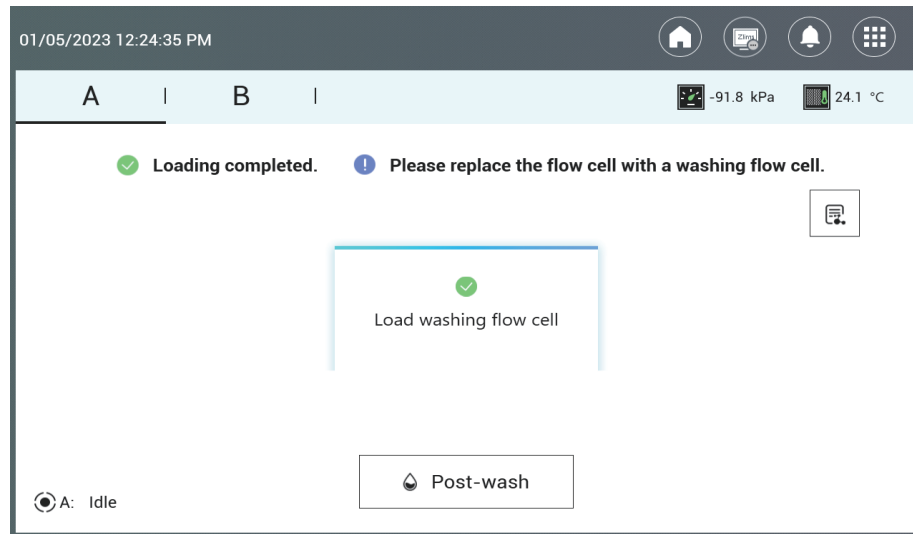 01/05/2023 12:24:35 PM
Zlims
A | B | -91.8 kPa 24.1 °C
Loading completed. Please replace the flow cell with a washing flow cell.
Load washing flow cell
Post-wash
A: Idle